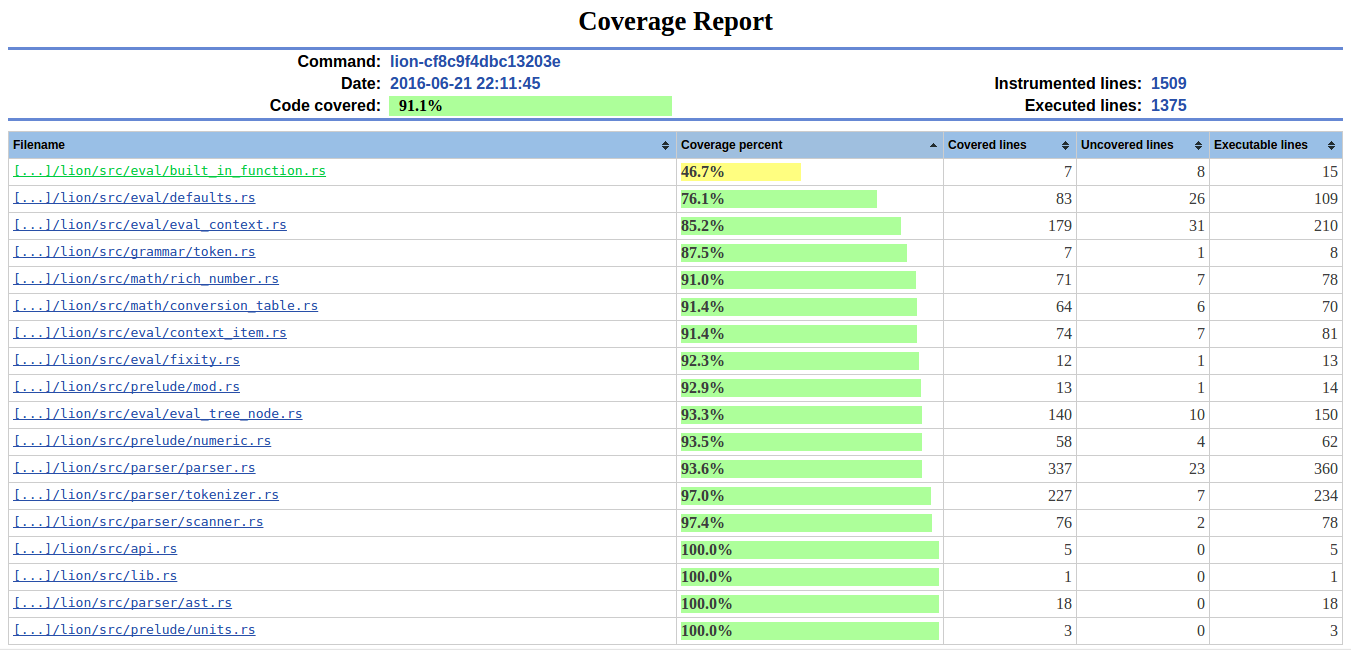 Coverage Report
Command: lion-cf8c9f4dbc13203e
Date: 2016-06-21 22:11:45 Instrumented lines: 1509
Code covered: 91.1% Executed lines: 1375
Filename Coverage percent Covered lines Uncovered lines Executable lines
[...]/lion/src/eval/built_in_function.rs 46.7% 7 8 15
[...]/lion/src/eval/defaults.rs 76.1% 83 26 109
[...]/lion/src/eval/eval_context.rs 85.2% 179 31 210
[...]/lion/src/grammar/token.rs 87.5% 7 1 8
[...]/lion/src/math/rich_number.rs 91.0% 71 7 78
[...]/lion/src/math/conversion_table.rs 91.4% 64 6 70
[...]/lion/src/eval/context_item.rs 91.4% 74 7 81
[...]/lion/src/eval/fixity.rs 92.3% 12 1 13
[...]/lion/src/prelude/mod.rs 92.9% 13 1 14
[...]/lion/src/eval/eval_tree_node.rs 93.3% 140 10 150
[...]/lion/src/prelude/numeric.rs 93.5% 58 4 62
[...]/lion/src/parser/parser.rs 93.6% 337 23 360
[...]/lion/src/parser/tokenizer.rs 97.0% 227 7 234
[...]/lion/src/parser/scanner.rs 97.4% 76 2 78
[...]/lion/src/api.rs 100.0% 5 0 5
[...]/lion/src/lib.rs 100.0% 1 0 1
[...]/lion/src/parser/ast.rs 100.0% 18 0 18
[...]/lion/src/prelude/units.rs 100.0% 3 0 3